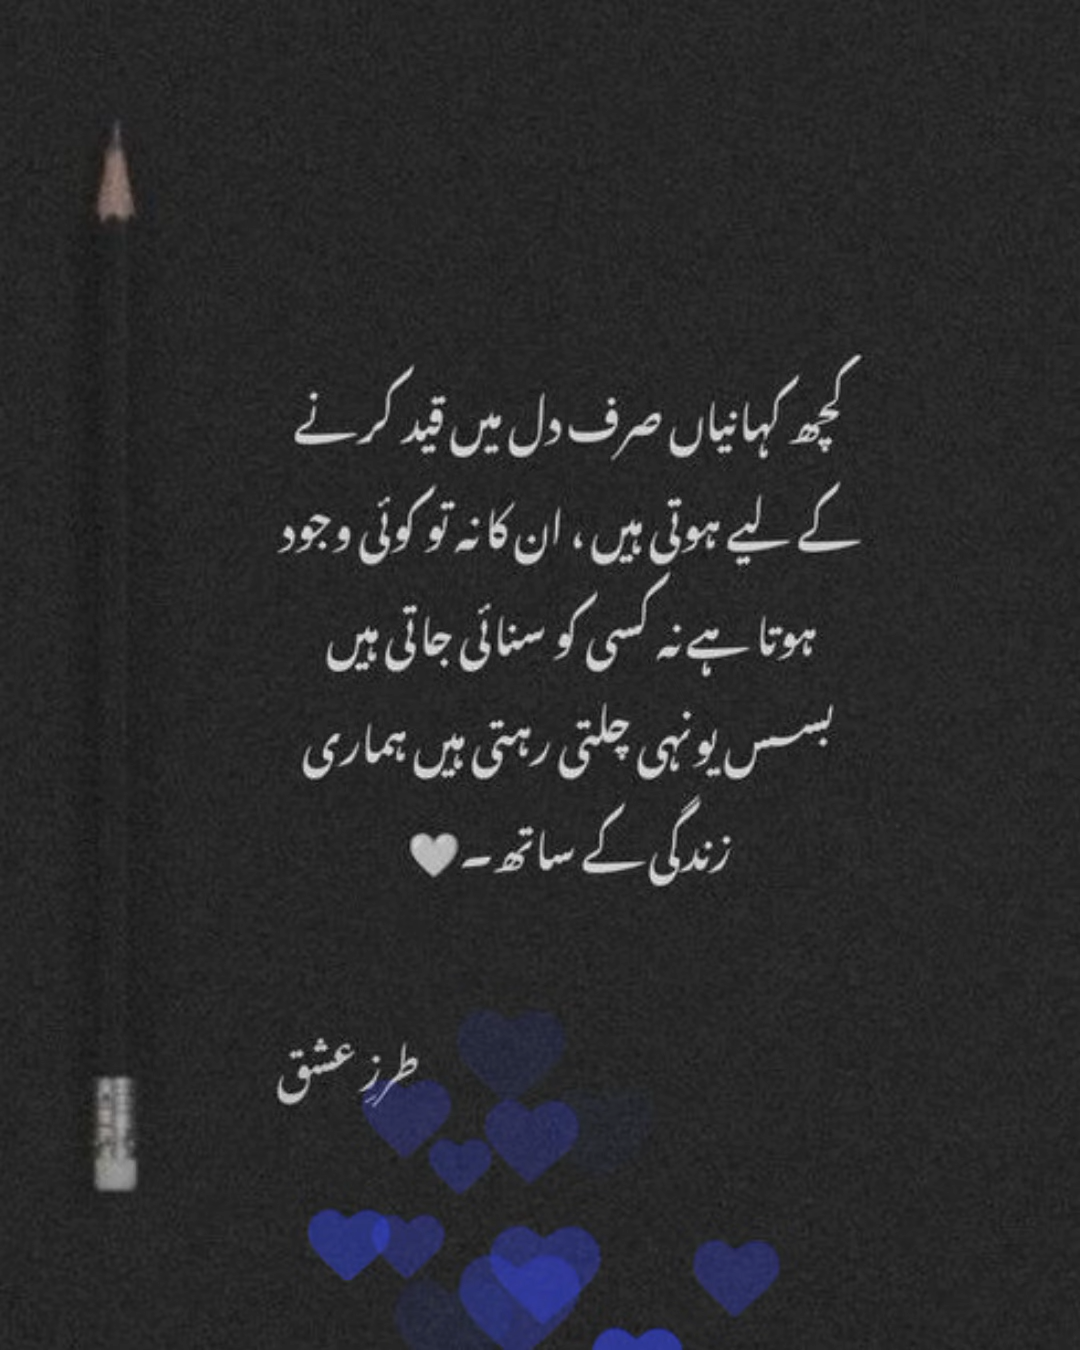 کچھ کہانیاں صرف دل میں قید کرنے
کے لیے ہوتی ہیں، ان کا نہ تو کوئی وجود
ہوتا ہے نہ کسی کو سنائی جاتی ہیں
بسس یونہی چلتی رہتی ہیں ہماری
زندگی کے ساتھ۔🤍
طرزِ عشق